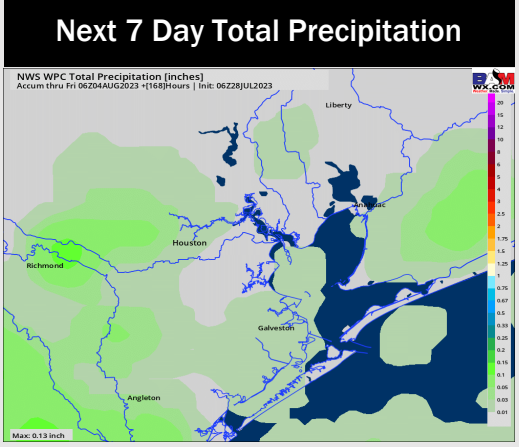 Next 7 Day Total Precipitation
NWS WPC Total Precipitation [inches]
Accum thru Fri 06Z04AUG2023 +[168]Hours | Init: 06Z28JUL2023
BAM
WX.COM
Liberty
Anahuac
Houston
Richmond
Galveston
Angleton
Max: 0.13 inch
20
15
12
10
8
6
5
4
3
2.5
2
1.75
1.5
1.25
1
0.75
0.67
0.5
0.33
0.25
0.2
0.15
0.1
0.05
0.03
0.01